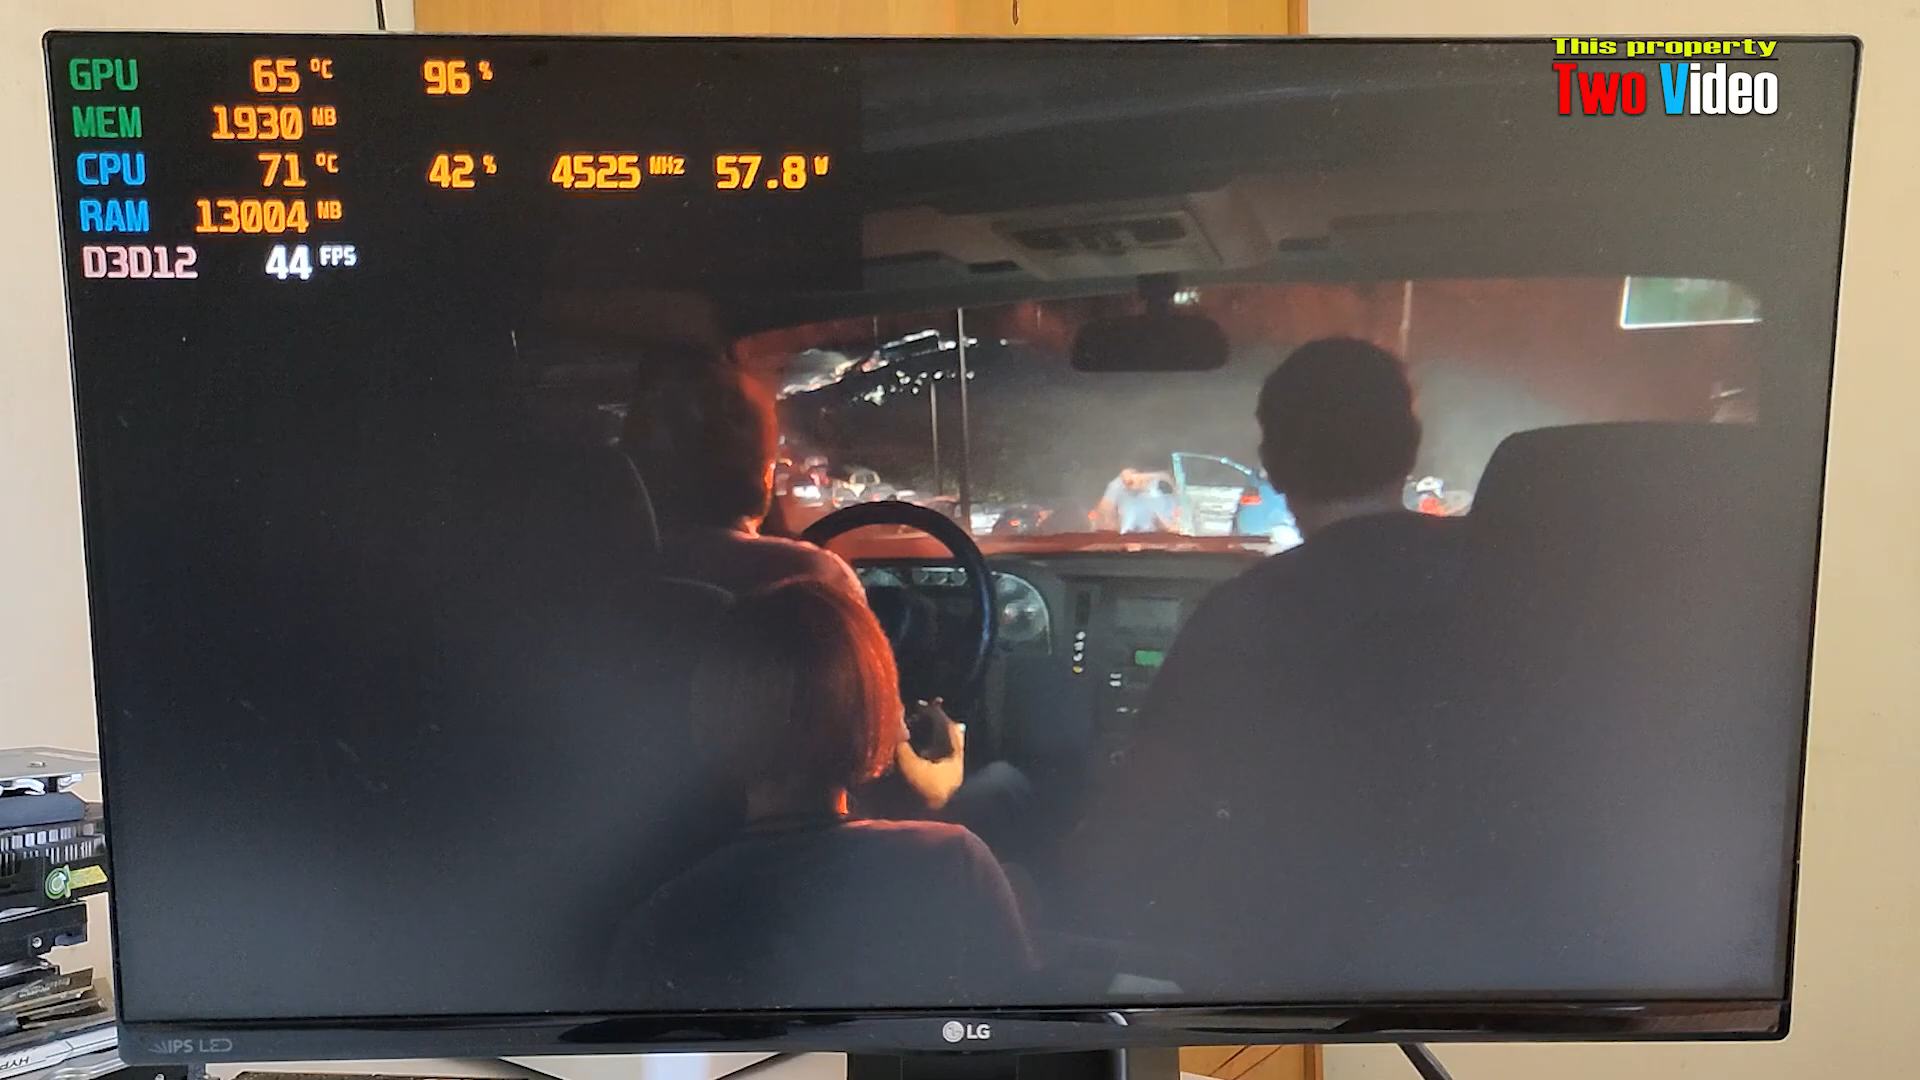 This property
Two Video
GPU 65 °C 96 %
MEM 1930 MB
CPU 71 °C 42 % 4525 MHz 57.8 W
RAM 13004 MB
D3D12 44 FPS
IPS LED
LG
HYP